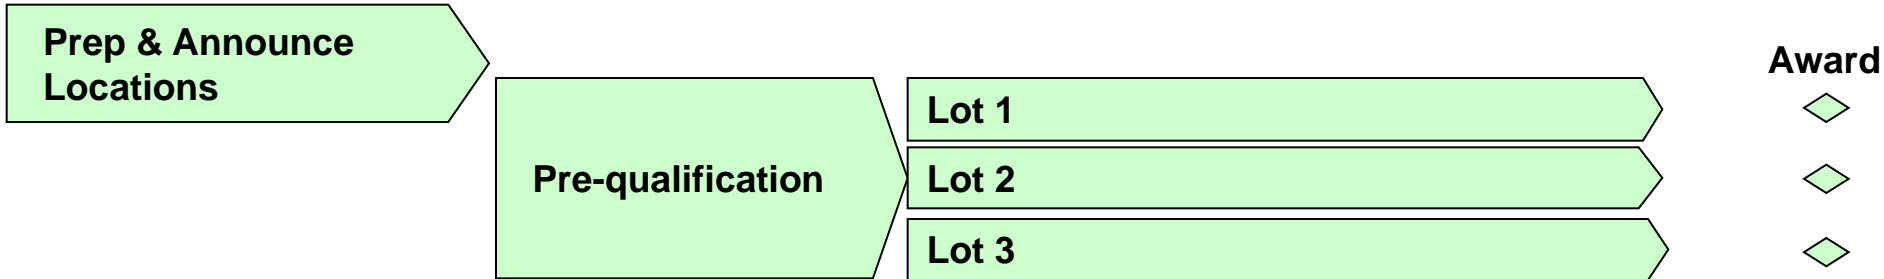 Prep & Announce
Locations
Award
Lot 1
Pre-qualification
Lot 2
Lot 3